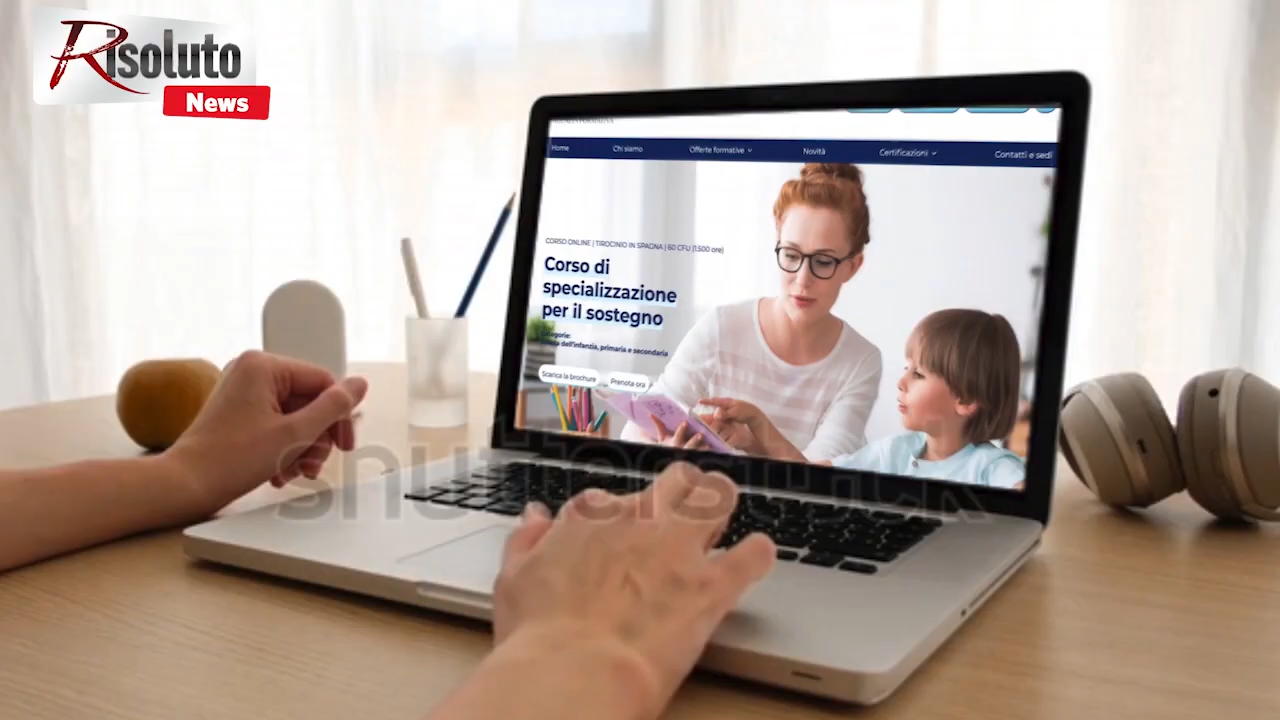 Risoluto
News
Home Chi siamo Offerte formative Novità Certificazioni Contatti e sedi
CORSO ONLINE | TIROCINIO IN SPAGNA | 60 CFU (1.500 ore)
Corso di
specializzazione
per il sostegno
dell'infanzia, primaria e secondaria
Scarica la brochure Prenota ora
shutterstock